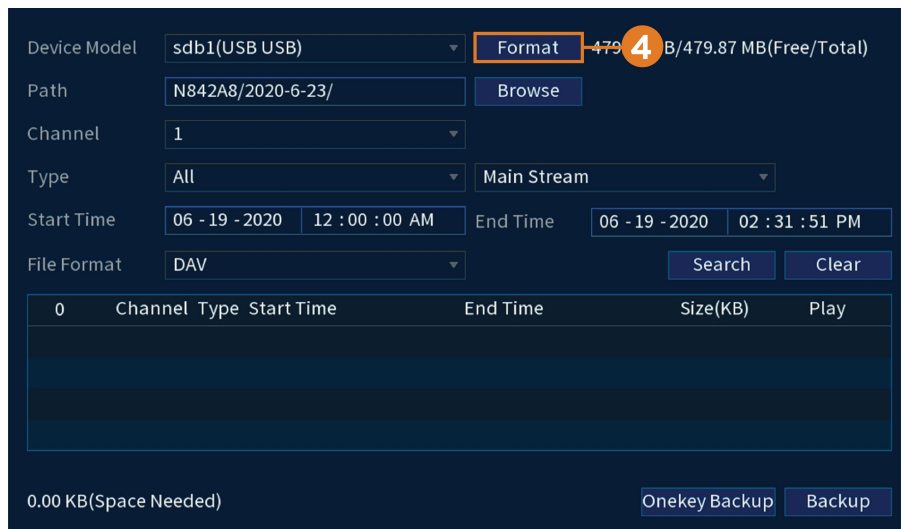 Device Model sdb1(USB USB) Format 4 B/479.87 MB(Free/Total)
Path N842A8/2020-6-23/ Browse
Channel 1
Type All Main Stream
Start Time 06 - 19 - 2020 12 : 00 : 00 AM End Time 06 - 19 - 2020 02 : 31 : 51 PM
File Format DAV Search Clear
0 Channel Type Start Time End Time Size(KB) Play
0.00 KB(Space Needed) Onekey Backup Backup